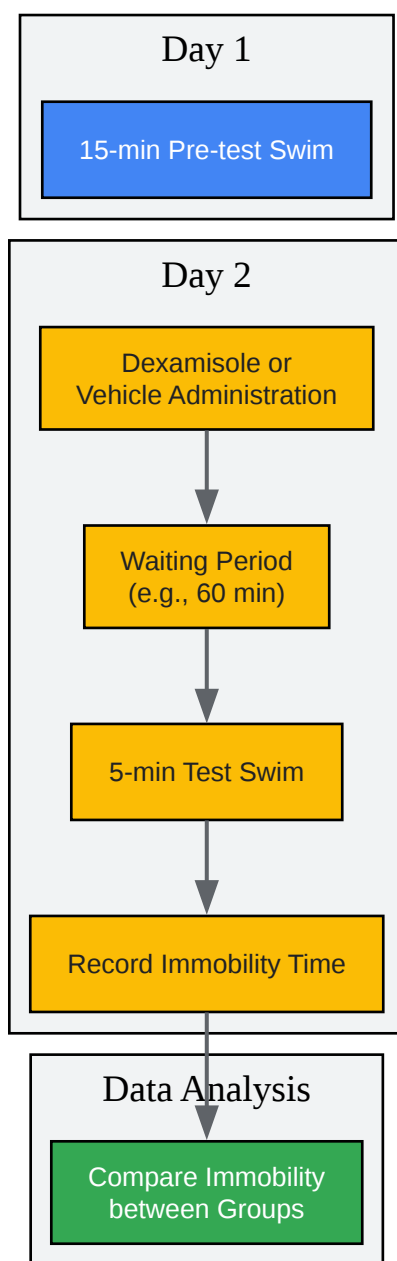 Day 1
15-min Pre-test Swim
Day 2
Dexamisole or
Vehicle Administration
Waiting Period
(e.g., 60 min)
5-min Test Swim
Record Immobility Time
Data Analysis
Compare Immobility
between Groups